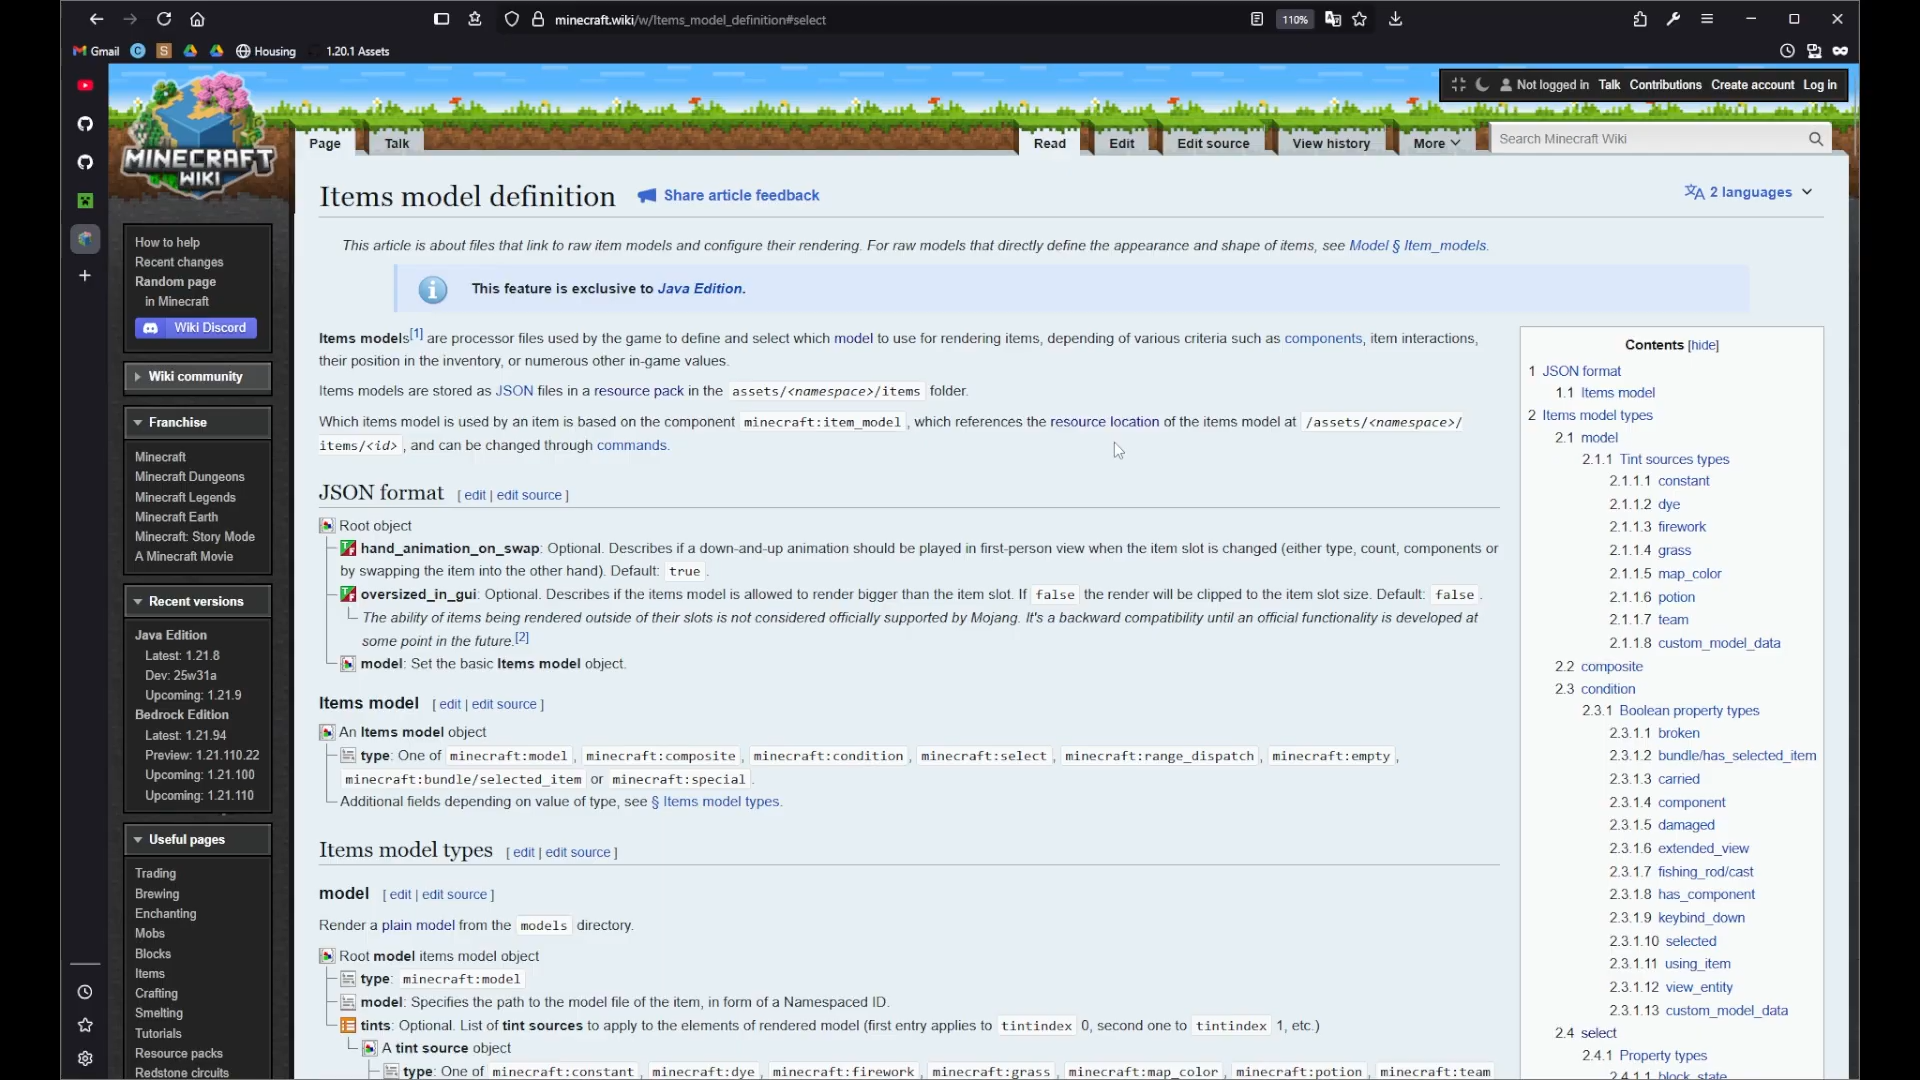 minecraft.wiki/w/Items_model_definition#select
110%
Gmail
C
S
Housing
1.20.1 Assets
Not logged in Talk Contributions Create account Log in
MINECRAFT
WIKI
Page
Talk
Read
Edit
Edit source
View history
More
Search Minecraft Wiki
Items model definition
Share article feedback
2 languages
This article is about files that link to raw item models and configure their rendering. For raw models that directly define the appearance and shape of items, see Model § Item_models.
This feature is exclusive to Java Edition.
Items models[1] are processor files used by the game to define and select which model to use for rendering items, depending of various criteria such as components, item interactions,
their position in the inventory, or numerous other in-game values.
Items models are stored as JSON files in a resource pack in the assets/<namespace>/items folder.
Which items model is used by an item is based on the component minecraft:item_model , which references the resource location of the items model at /assets/<namespace>/
items/<id> , and can be changed through commands.
JSON format [ edit | edit source ]
Root object
hand_animation_on_swap: Optional. Describes if a down-and-up animation should be played in first-person view when the item slot is changed (either type, count, components or
by swapping the item into the other hand). Default: true .
oversized_in_gui: Optional. Describes if the items model is allowed to render bigger than the item slot. If false the render will be clipped to the item slot size. Default: false .
The ability of items being rendered outside of their slots is not considered officially supported by Mojang. It's a backward compatibility until an official functionality is developed at
some point in the future.[2]
model: Set the basic Items model object.
Items model [ edit | edit source ]
An Items model object
type: One of minecraft:model , minecraft:composite , minecraft:condition , minecraft:select , minecraft:range_dispatch , minecraft:empty ,
minecraft:bundle/selected_item or minecraft:special .
Additional fields depending on value of type, see § Items model types.
Items model types [ edit | edit source ]
model [ edit | edit source ]
Render a plain model from the models directory.
Root model items model object
type: minecraft:model
model: Specifies the path to the model file of the item, in form of a Namespaced ID.
tints: Optional. List of tint sources to apply to the elements of rendered model (first entry applies to tintindex 0, second one to tintindex 1, etc.)
A tint source object
type: One of minecraft:constant , minecraft:dye , minecraft:firework , minecraft:grass , minecraft:map_color , minecraft:potion , minecraft:team
How to help
Recent changes
Random page
in Minecraft
Wiki Discord
Wiki community
Franchise
Minecraft
Minecraft Dungeons
Minecraft Legends
Minecraft Earth
Minecraft: Story Mode
A Minecraft Movie
Recent versions
Java Edition
Latest: 1.21.8
Dev: 25w31a
Upcoming: 1.21.9
Bedrock Edition
Latest: 1.21.94
Preview: 1.21.110.22
Upcoming: 1.21.100
Upcoming: 1.21.110
Useful pages
Trading
Brewing
Enchanting
Mobs
Blocks
Items
Crafting
Smelting
Tutorials
Resource packs
Redstone circuits
Contents [hide]
1 JSON format
1.1 Items model
2 Items model types
2.1 model
2.1.1 Tint sources types
2.1.1.1 constant
2.1.1.2 dye
2.1.1.3 firework
2.1.1.4 grass
2.1.1.5 map_color
2.1.1.6 potion
2.1.1.7 team
2.1.1.8 custom_model_data
2.2 composite
2.3 condition
2.3.1 Boolean property types
2.3.1.1 broken
2.3.1.2 bundle/has_selected_item
2.3.1.3 carried
2.3.1.4 component
2.3.1.5 damaged
2.3.1.6 extended_view
2.3.1.7 fishing_rod/cast
2.3.1.8 has_component
2.3.1.9 keybind_down
2.3.1.10 selected
2.3.1.11 using_item
2.3.1.12 view_entity
2.3.1.13 custom_model_data
2.4 select
2.4.1 Property types
2.4.1.1 block_state